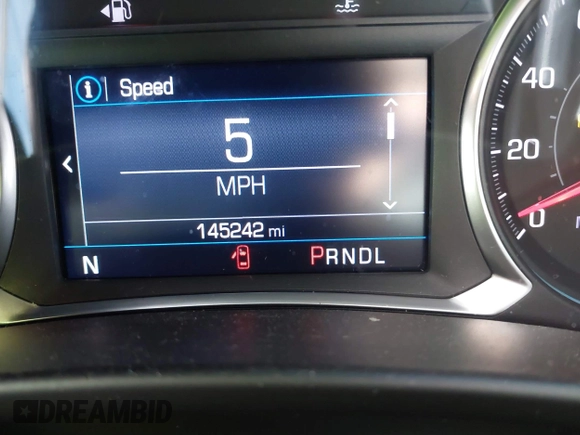 Speed
5
MPH
145242 mi
N
PRNDL
40
20
0
DREAMBID